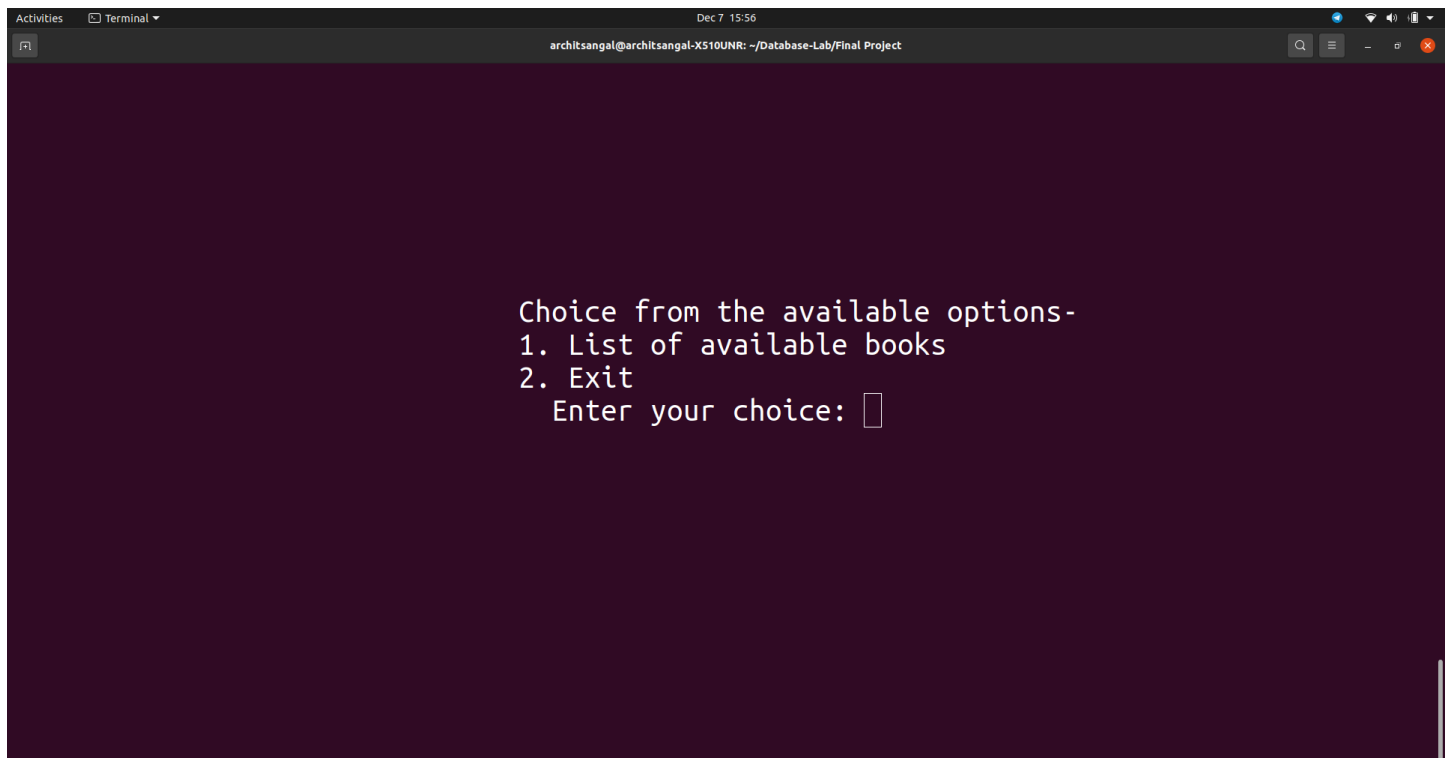 Activities Terminal Dec 7 15:56
architsangal@architsangal-X510UNR: ~/Database-Lab/Final Project
Choice from the available options-
1. List of available books
2. Exit
Enter your choice: